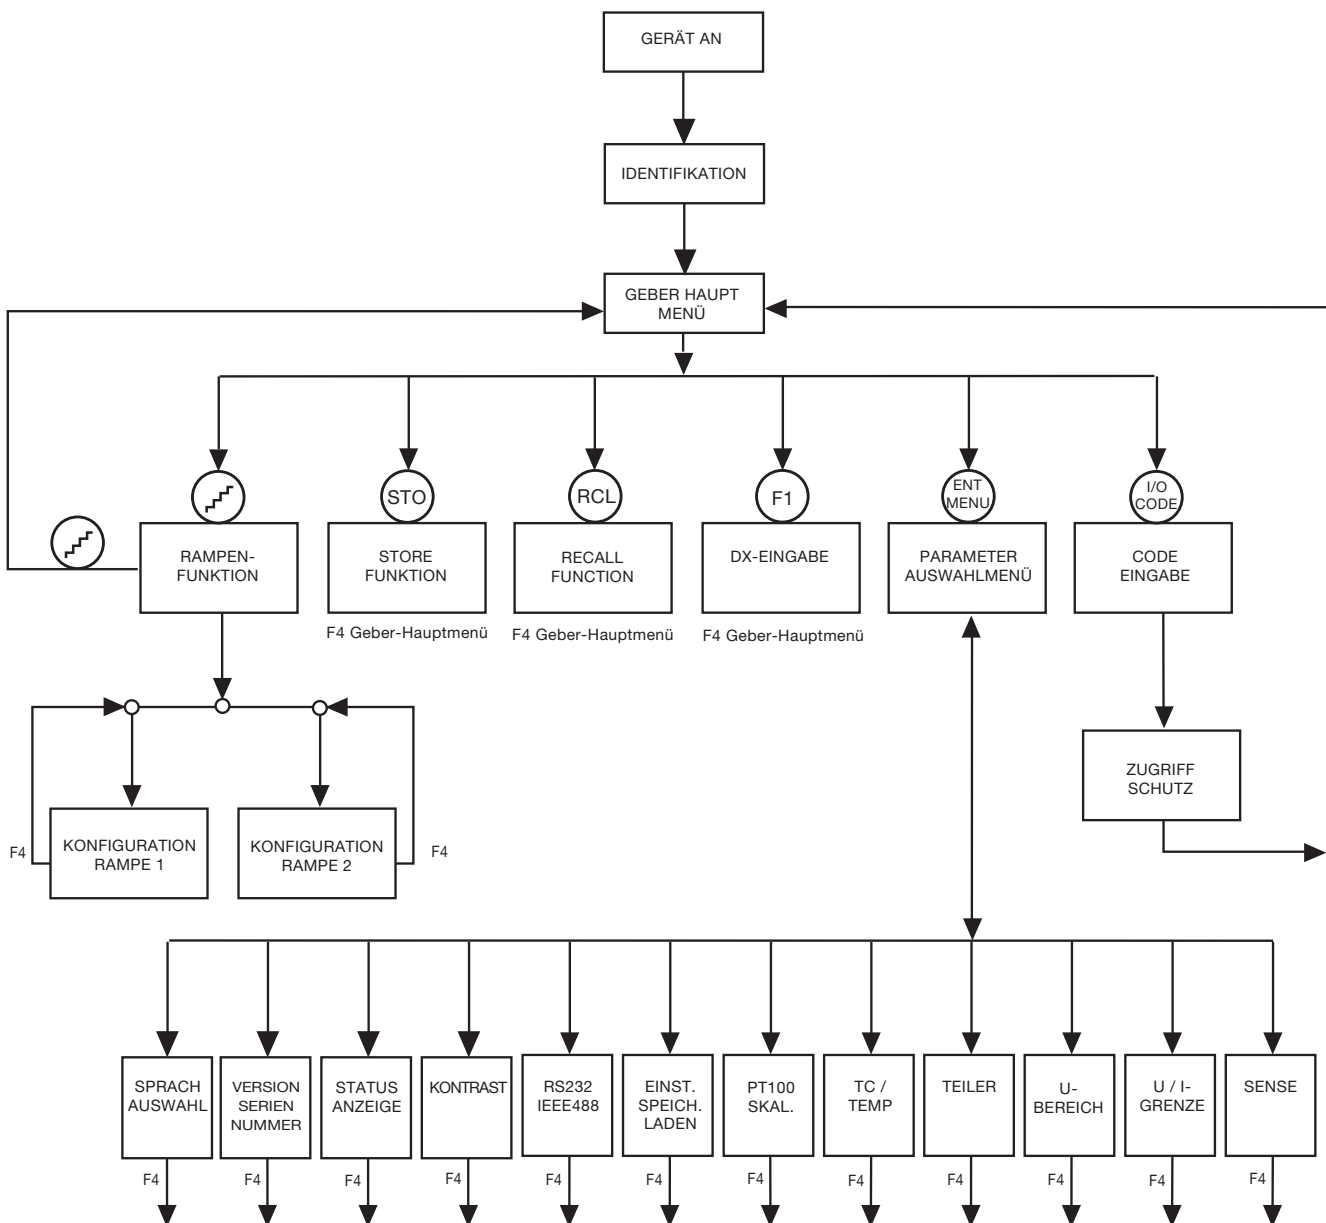 GERÄT AN
IDENTIFIKATION
GEBER HAUPT
MENÜ
STO
RCL
F1
ENT
MENU
I/O
CODE
RAMPEN-
FUNKTION
STORE
FUNKTION
RECALL
FUNCTION
DX-EINGABE
PARAMETER
AUSWAHLMENÜ
CODE
EINGABE
F4 Geber-Hauptmenü
F4 Geber-Hauptmenü
F4 Geber-Hauptmenü
ZUGRIFF
SCHUTZ
F4
KONFIGURATION
RAMPE 1
KONFIGURATION
RAMPE 2
F4
SPRACH
AUSWAHL
VERSION
SERIEN
NUMMER
STATUS
ANZEIGE
KONTRAST
RS232
IEEE488
EINST.
SPEICH.
LADEN
PT100
SKAL.
TC /
TEMP
TEILER
U-
BEREICH
U / I-
GRENZE
SENSE
F4
F4
F4
F4
F4
F4
F4
F4
F4
F4
F4
F4